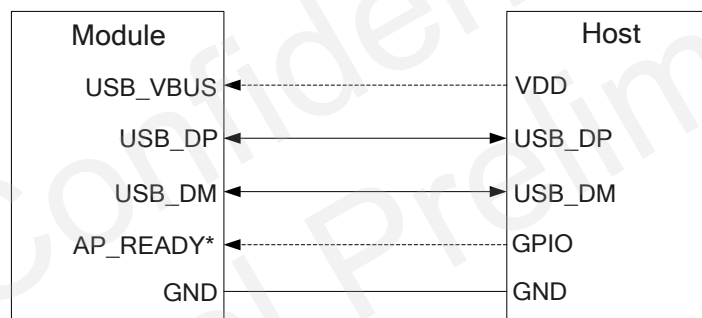 Module Host
USB_VBUS VDD
USB_DP USB_DP
USB_DM USB_DM
AP_READY* GPIO
GND GND